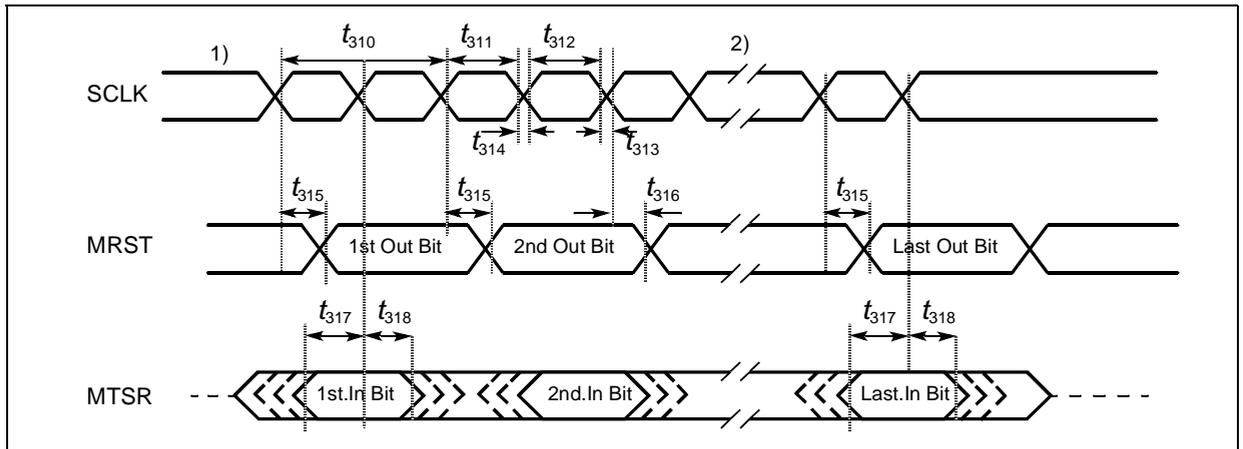 1) t310 t311 t312 2)
SCLK
t314 t313
t315 t315 t316 t315
MRST 1st Out Bit 2nd Out Bit Last Out Bit
t317 t318 t317 t318
MTSR 1st.In Bit 2nd.In Bit Last.In Bit